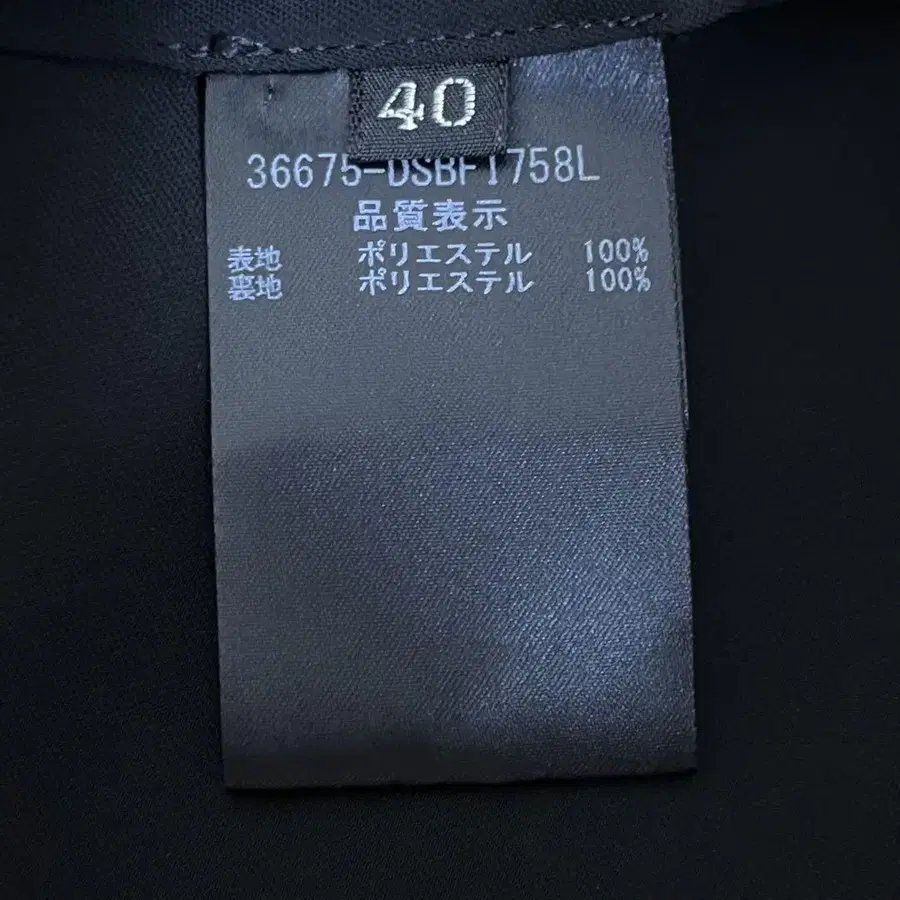 40
36675-DSBF1758L
品質表示
表地 ポリエステル 100%
裏地 ポリエステル 100%